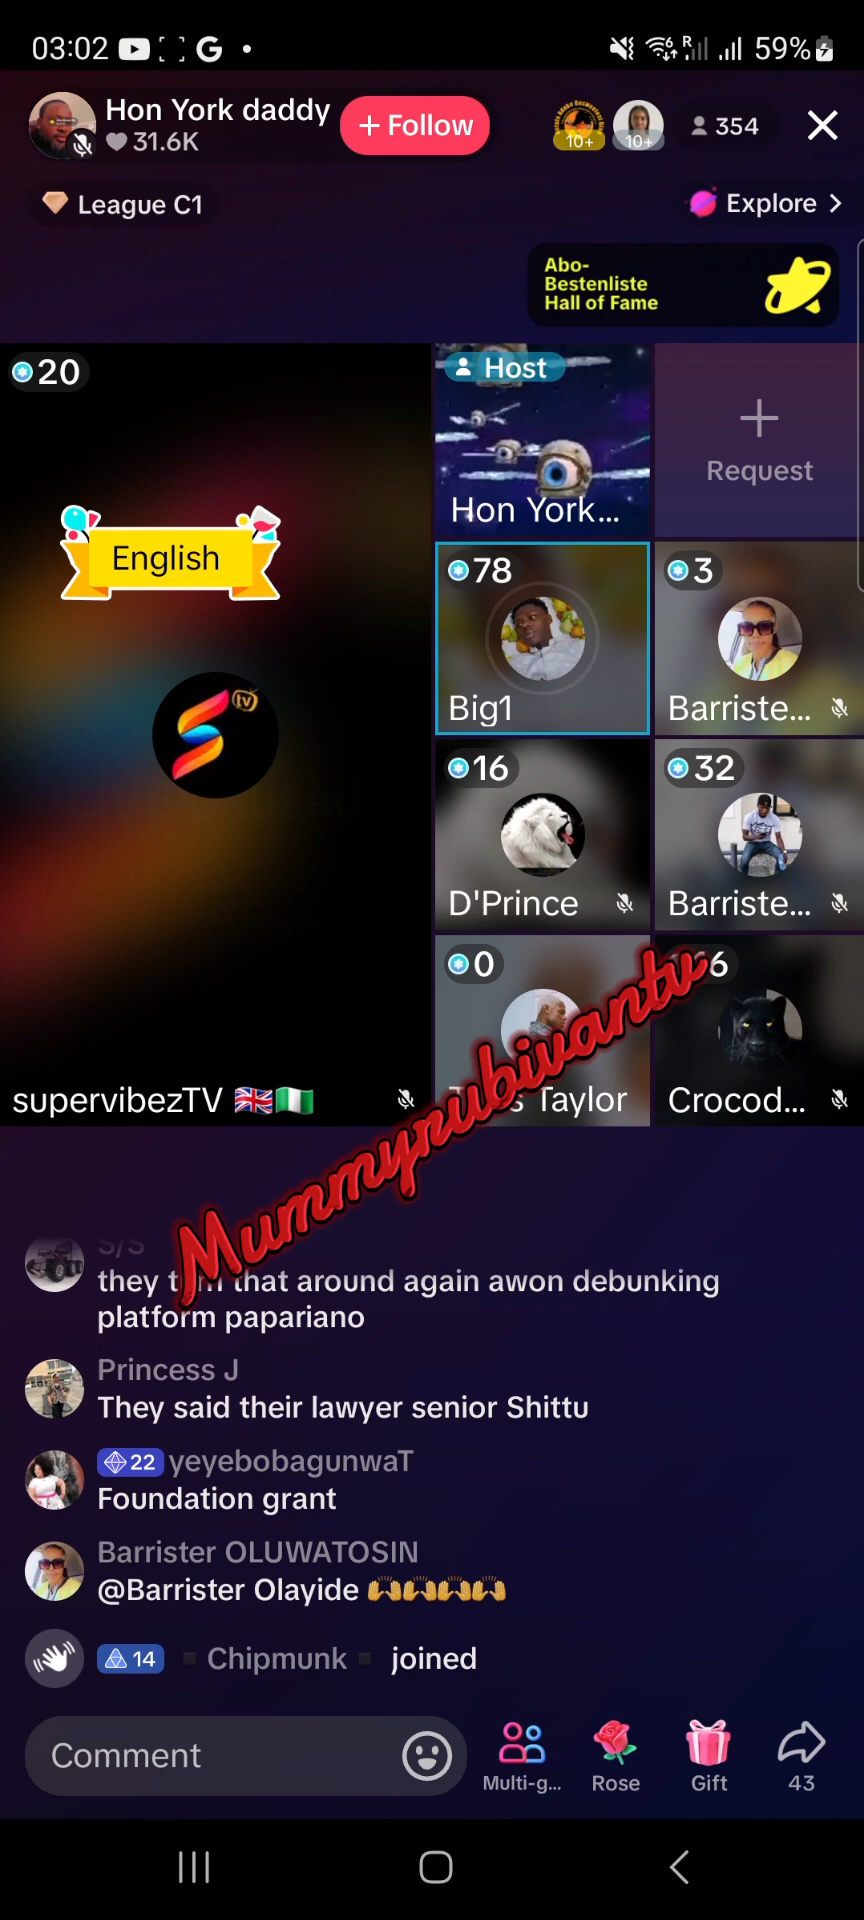 03:02
G
R
59%
Hon York daddy
31.6K
+ Follow
10+
10+
354
League C1
Explore
Abo-
Bestenliste
Hall of Fame
20
English
tv
supervibezTV
Host
Hon York...
Request
78
Big1
3
Barriste...
16
D'Prince
32
Barriste...
0
Taylor
6
Crocod...
Mummyrubivantv
S/S
they that around again awon debunking
platform papariano
Princess J
They said their lawyer senior Shittu
22 yeyebobagunwaT
Foundation grant
Barrister OLUWATOSIN
@Barrister Olayide 🙌🙌🙌🙌
14 Chipmunk joined
Comment
Multi-g...
Rose
Gift
43